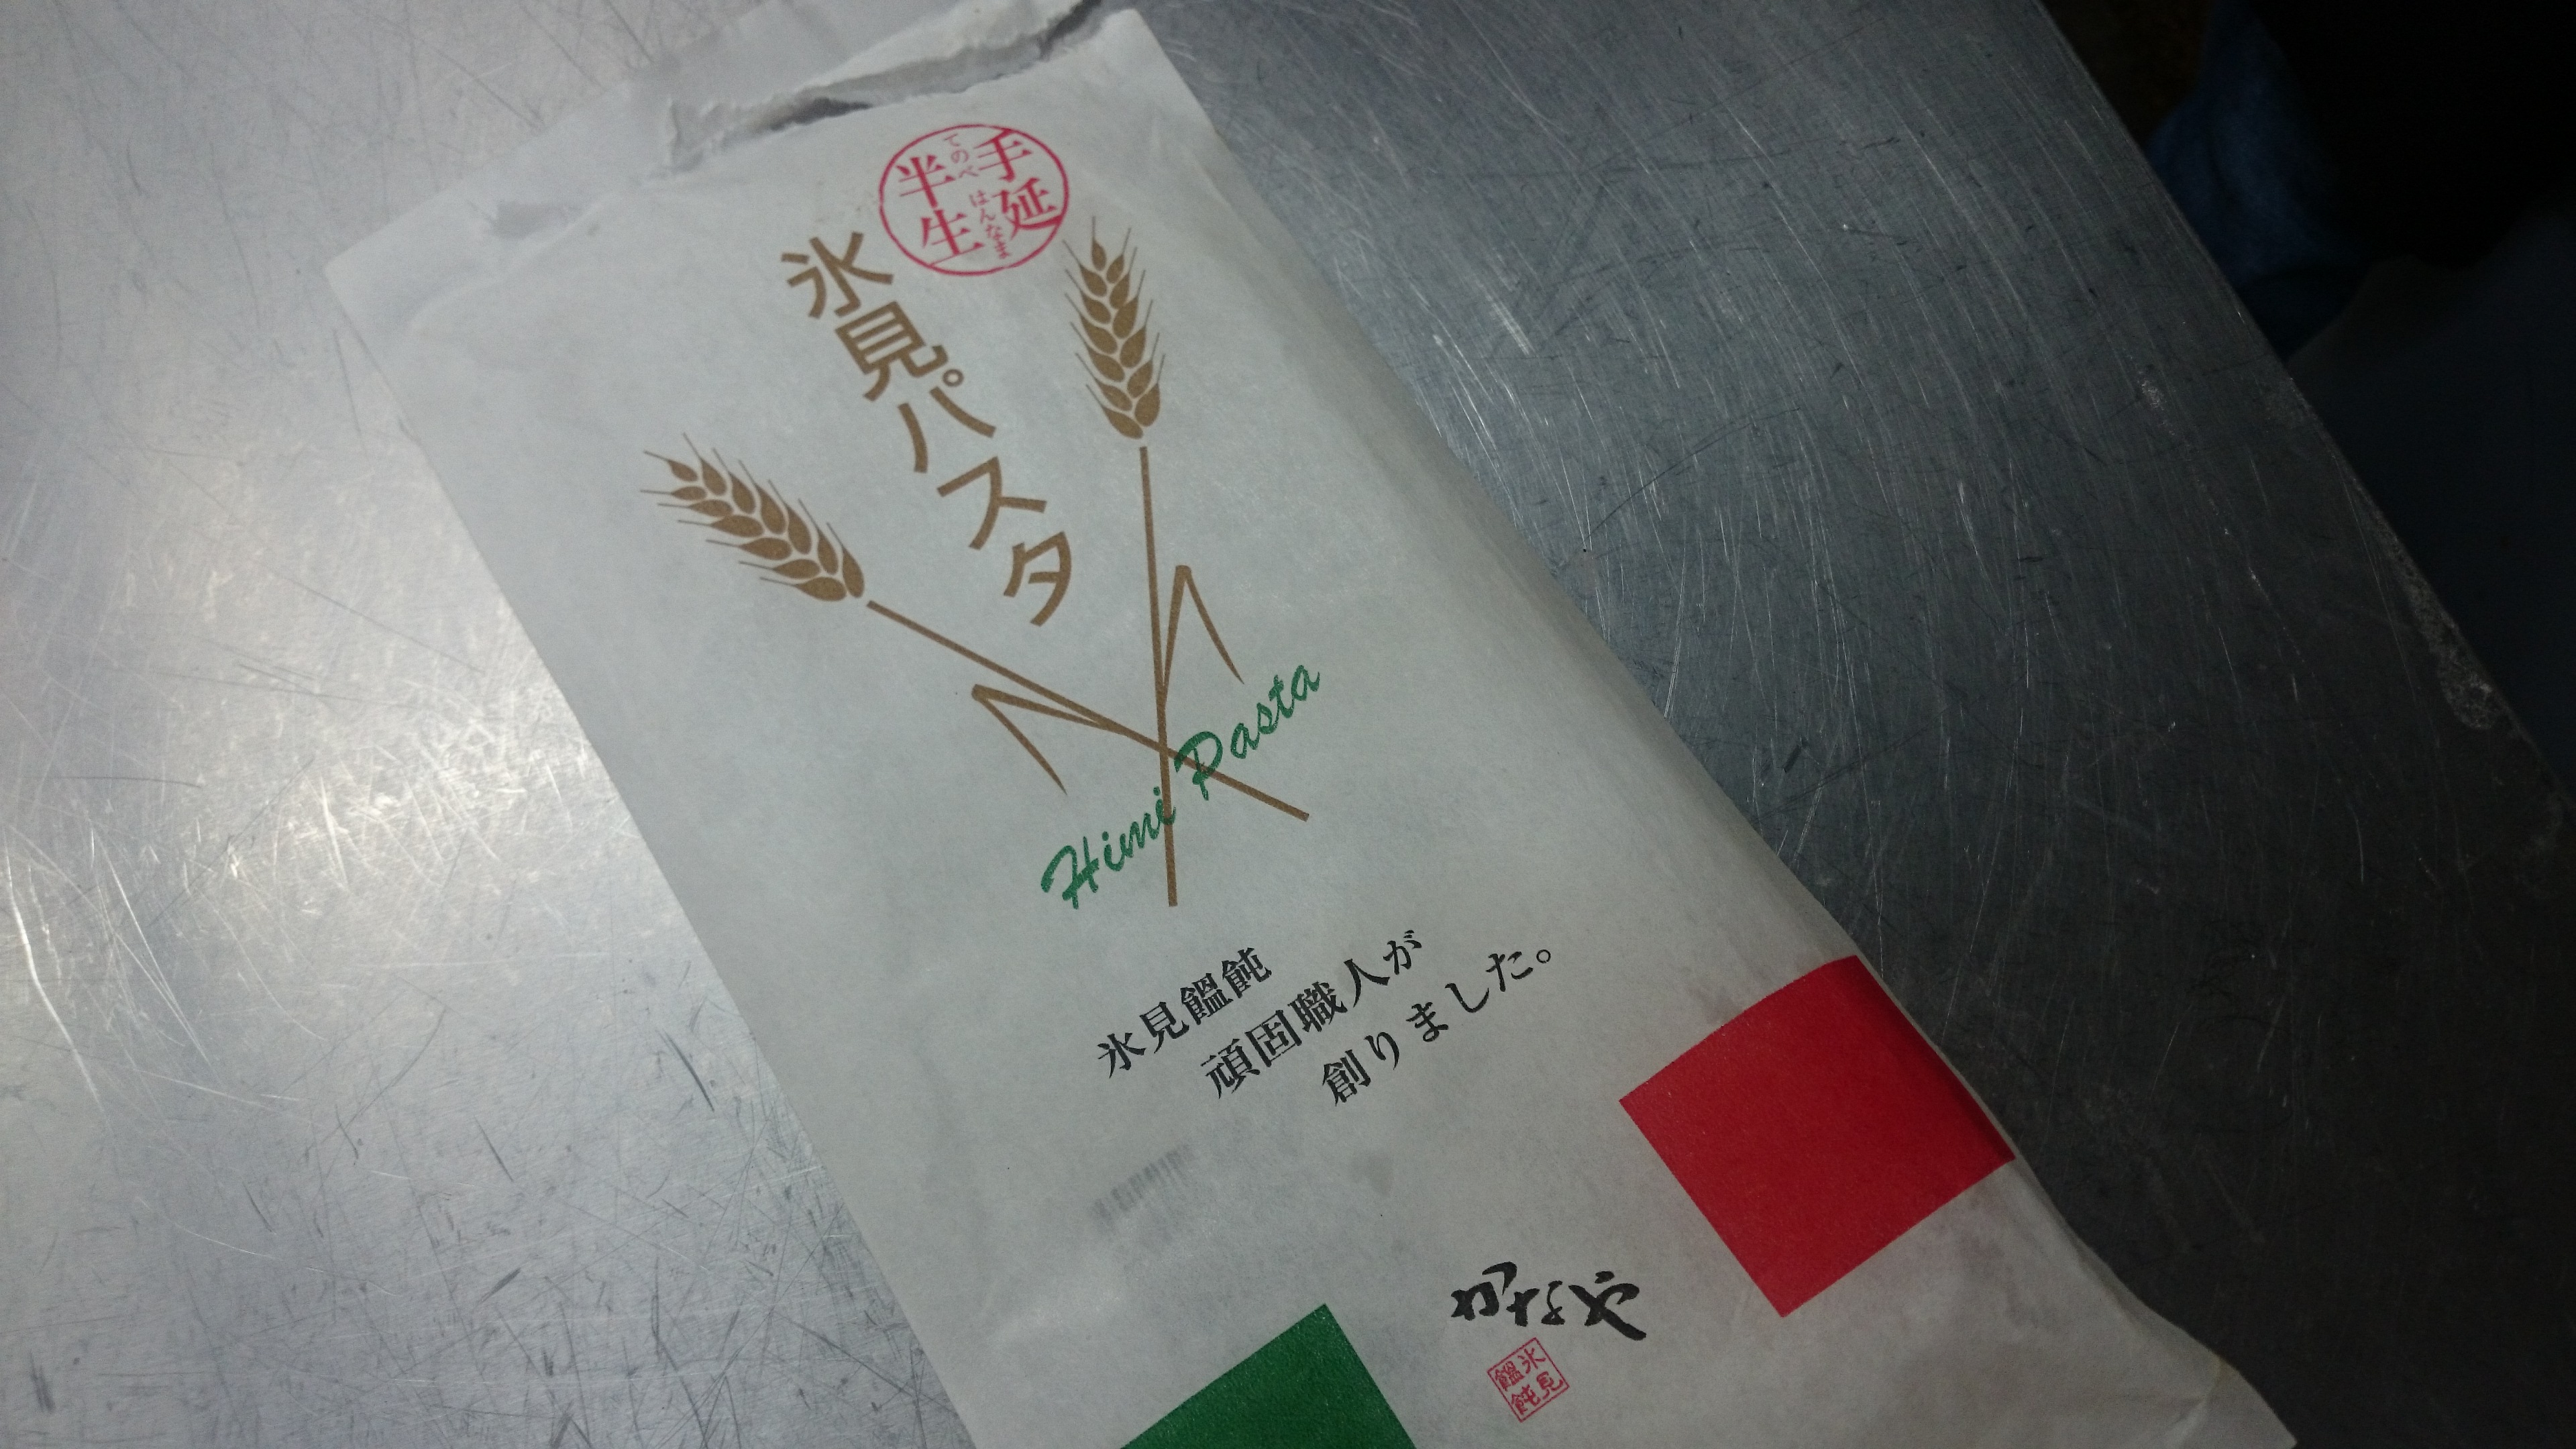 手延
てのべ
半生
はんなま
氷見パスタ
Himi Pasta
氷見饂飩
頑固職人が
創りました。
かなや
氷見
饂飩